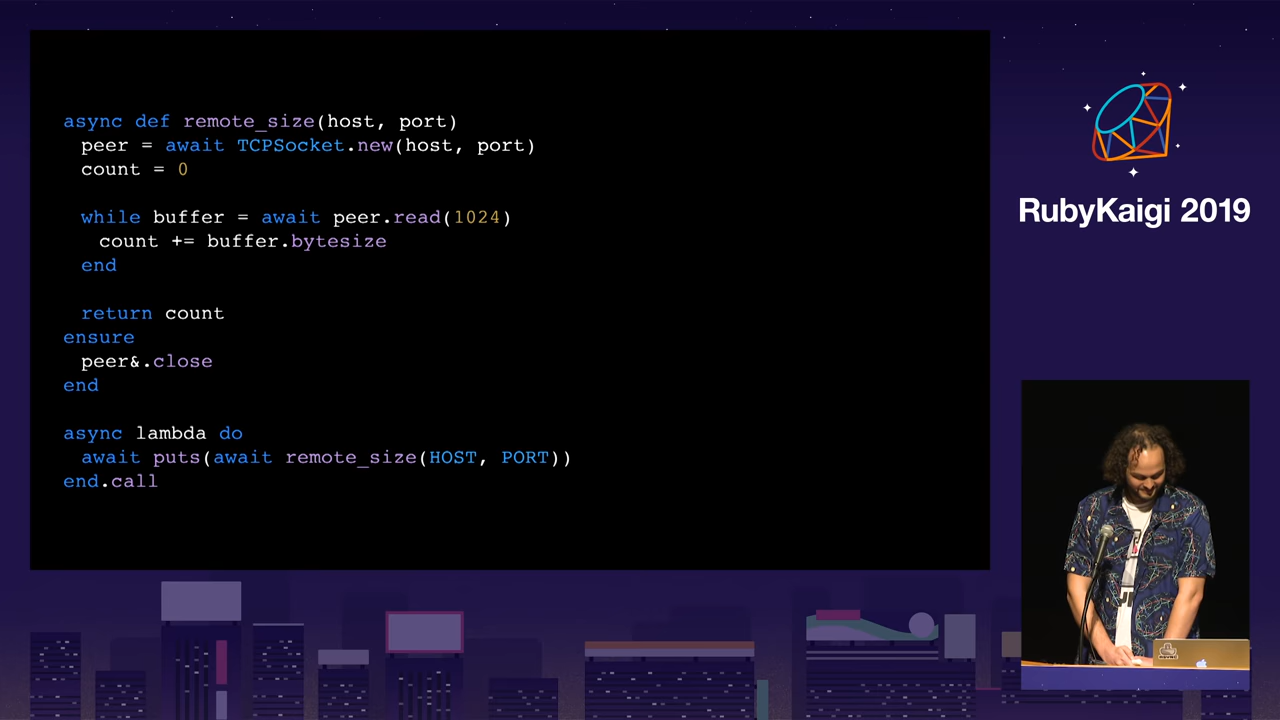 async def remote_size(host, port)
peer = await TCPSocket.new(host, port)
count = 0
while buffer = await peer.read(1024)
count += buffer.bytesize
end
return count
ensure
peer&.close
end
async lambda do
await puts(await remote_size(HOST, PORT))
end.call
RubyKaigi 2019